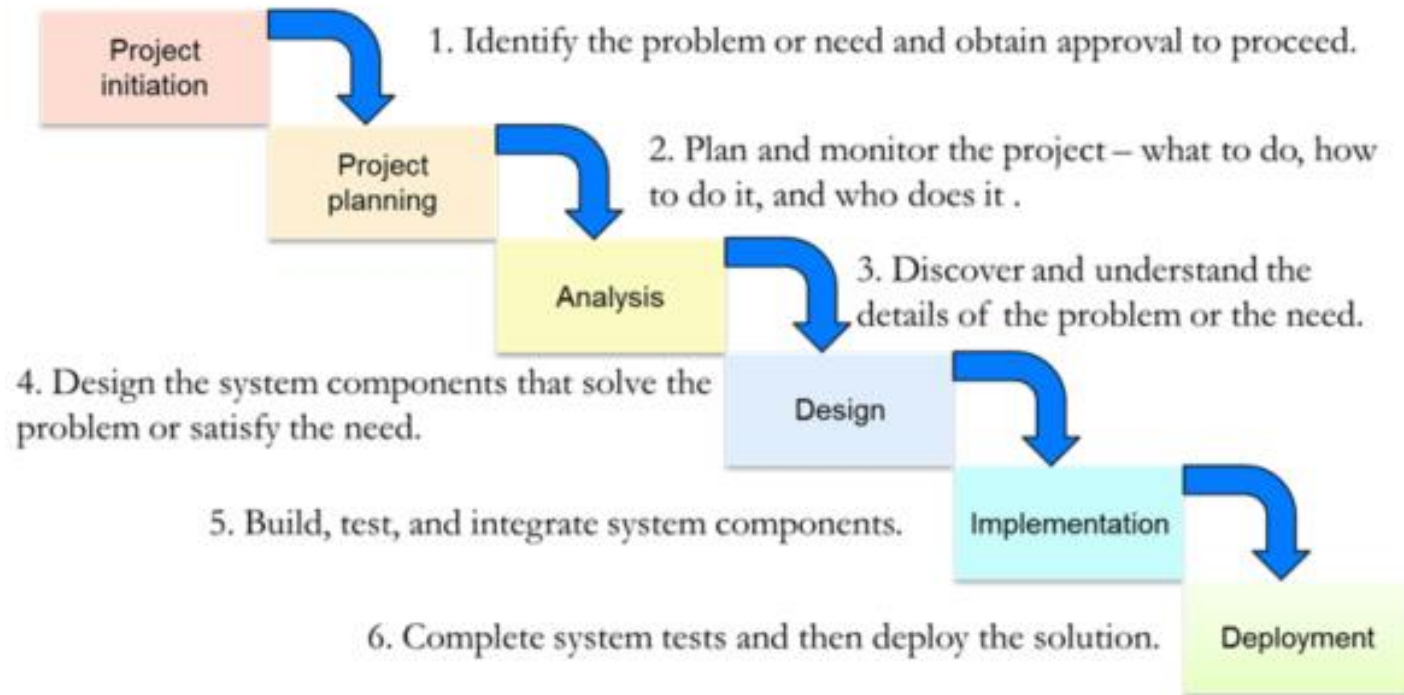 Project
initiation
1. Identify the problem or need and obtain approval to proceed.
Project
planning
2. Plan and monitor the project – what to do, how
to do it, and who does it .
Analysis
3. Discover and understand the
details of the problem or the need.
4. Design the system components that solve the
problem or satisfy the need.
Design
5. Build, test, and integrate system components.
Implementation
6. Complete system tests and then deploy the solution.
Deployment